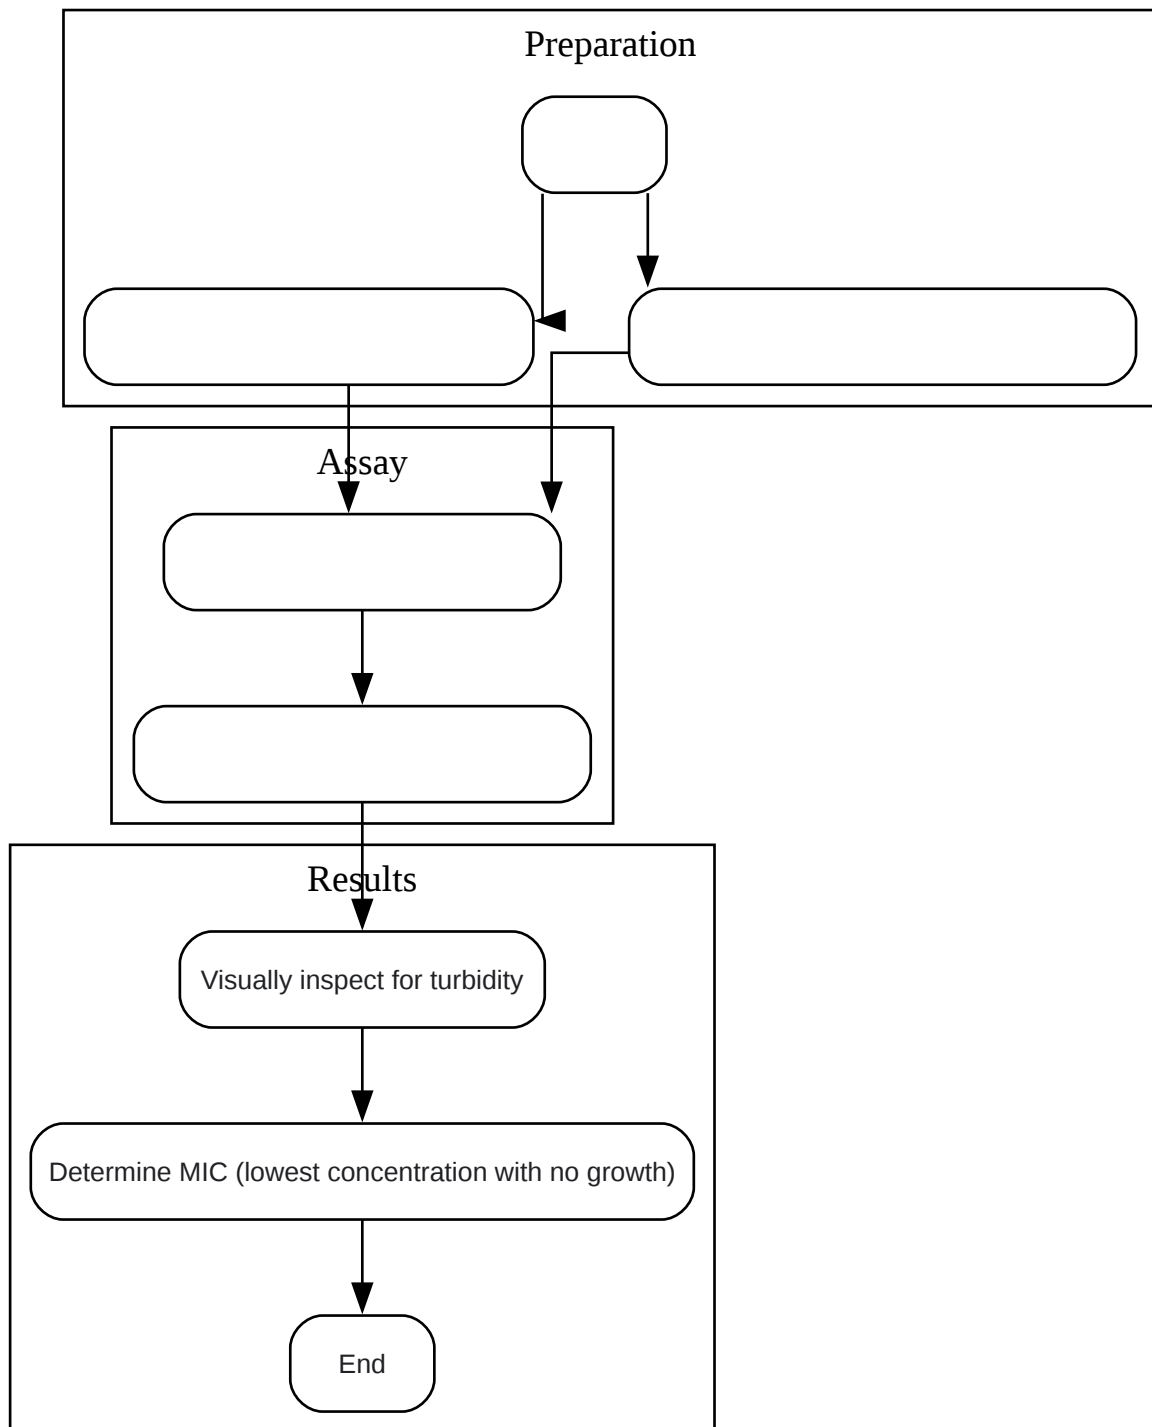 Preparation
Assay
Results
Visually inspect for turbidity
Determine MIC (lowest concentration with no growth)
End